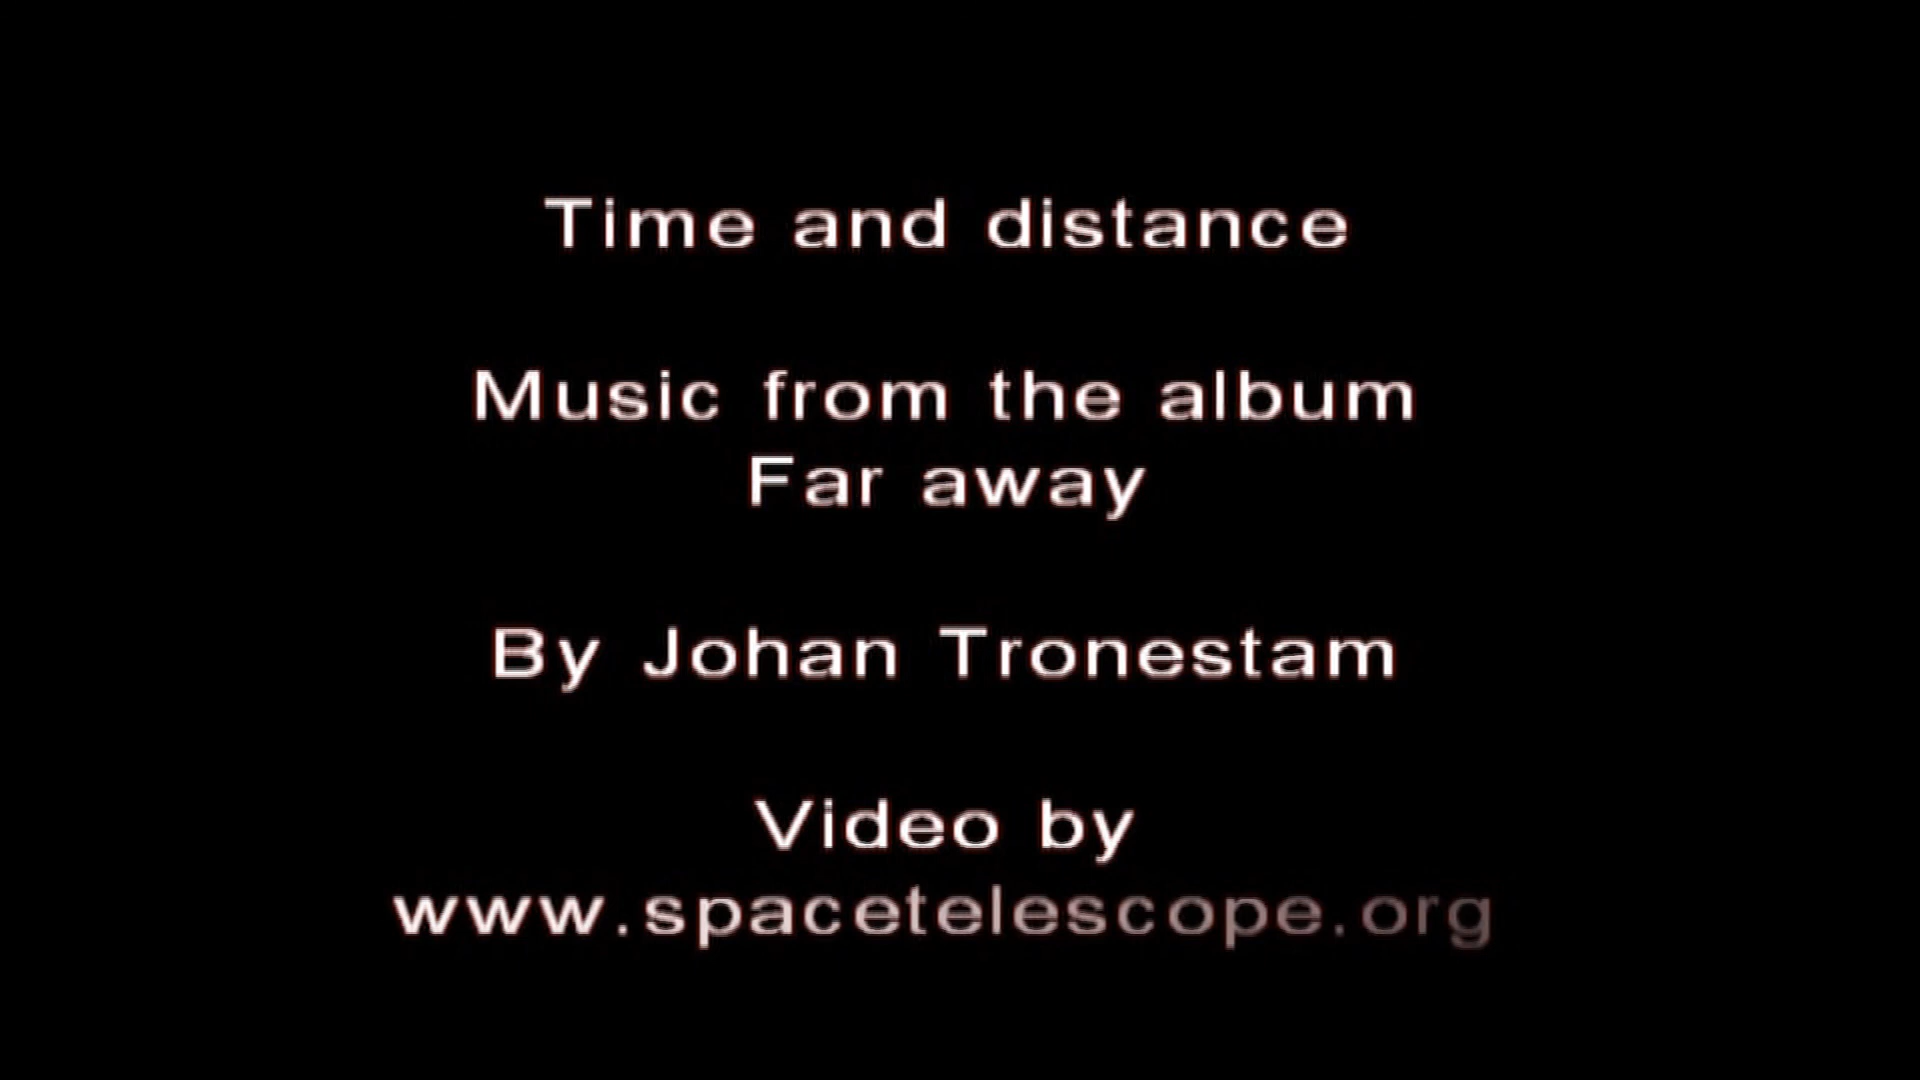 Time and distance
Music from the album
Far away
By Johan Tronestam
Video by
www.spacetelescope.org